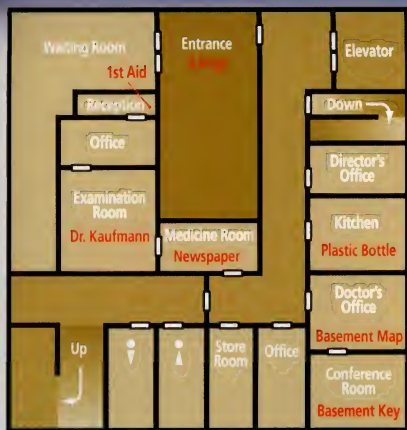 Waiting Room
Entrance
Elevator
1st Aid
Reception
Down
Office
Director's
Office
Examination
Room
Dr. Kaufmann
Medicine Room
Newspaper
Kitchen
Plastic Bottle
Doctor's
Office
Basement Map
Up
Store
Room
Office
Conference
Room
Basement Key